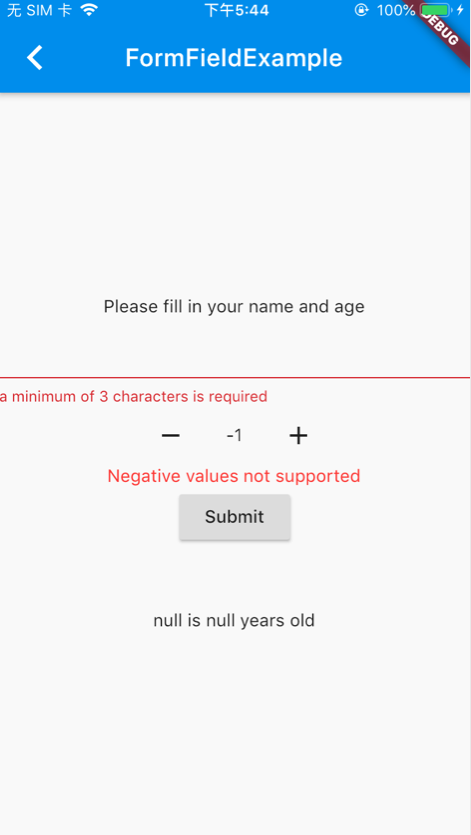 无 SIM 卡 下午5:44 100%
DEBUG
FormFieldExample
Please fill in your name and age
a minimum of 3 characters is required
-1
Negative values not supported
Submit
null is null years old